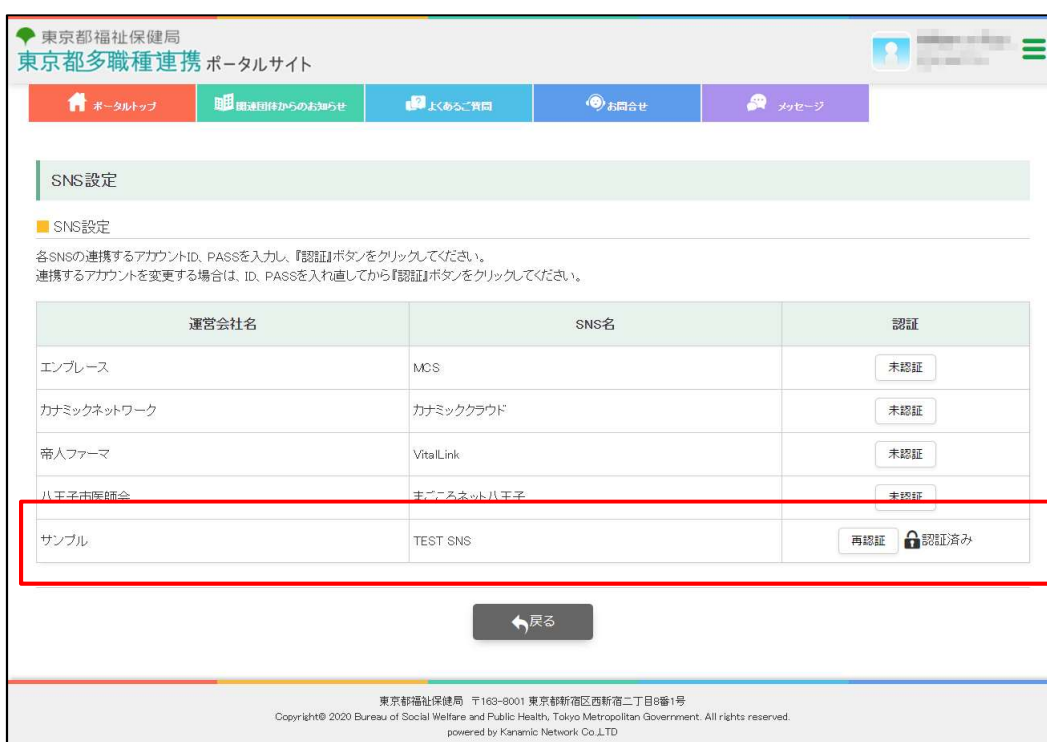 東京都福祉保健局
東京都多職種連携 ポータルサイト
ポータルトップ 関連団体からのお知らせ よくあるご質問 お問合せ メッセージ
SNS設定
SNS設定
各SNSの連携するアカウントID、PASSを入力し、『認証』ボタンをクリックしてください。
連携するアカウントを変更する場合は、ID、PASSを入れ直してから『認証』ボタンをクリックしてください。
運営会社名 SNS名 認証
エンブレース MCS 未認証
カナミックネットワーク カナミッククラウド 未認証
帝人ファーマ VitalLink 未認証
八王子市医師会 まごころネット八王子 未認証
サンプル TEST SNS 再認証 認証済み
戻る
東京都福祉保健局 〒163-8001 東京都新宿区西新宿二丁目8番1号
Copyright© 2020 Bureau of Social Welfare and Public Health, Tokyo Metropolitan Government. All rights reserved.
powered by Kanamic Network Co.,LTD